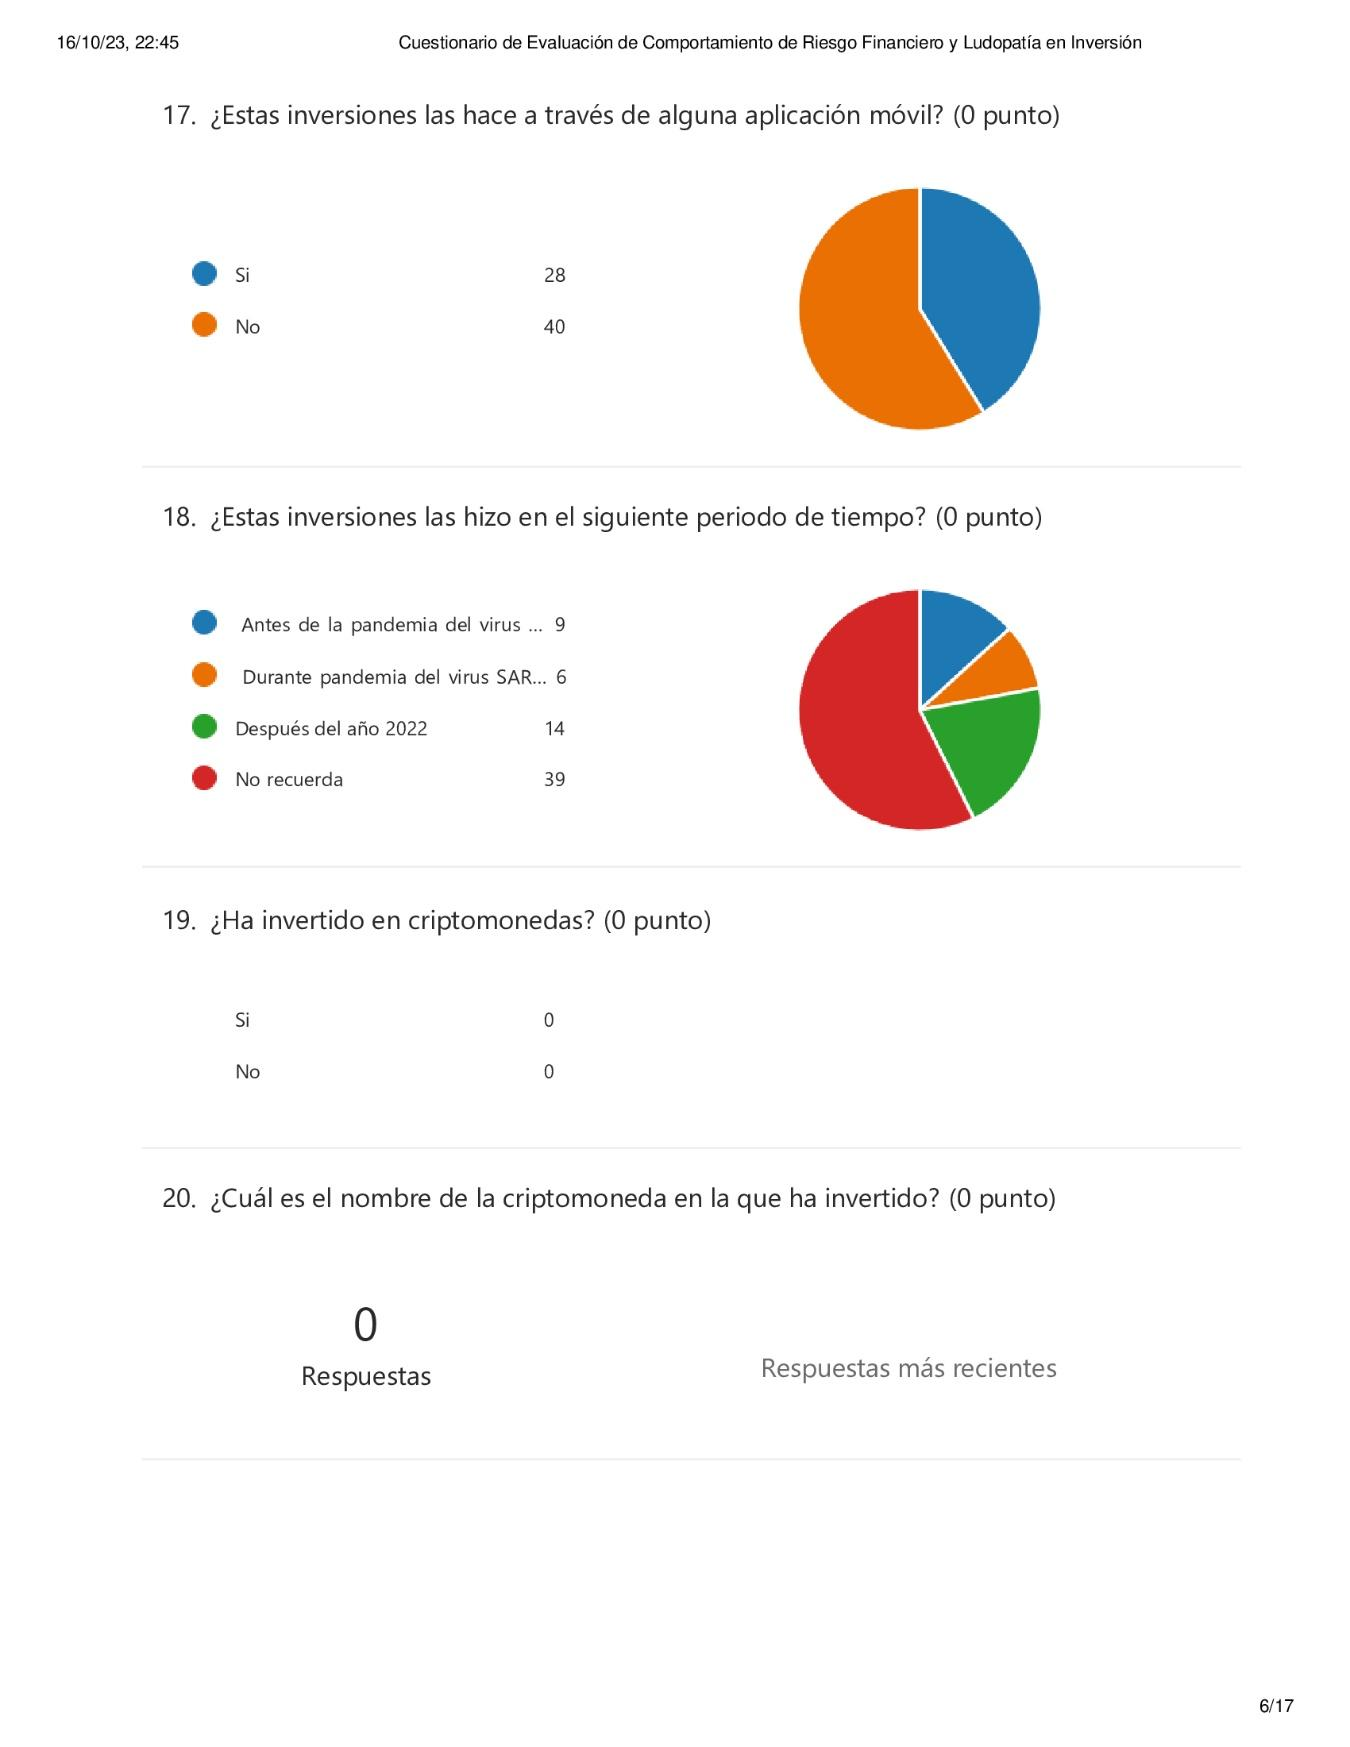 16/10/23, 22:45 Cuestionario de Evaluación de Comportamiento de Riesgo Financiero y Ludopatía en Inversión
17. ¿Estas inversiones las hace a través de alguna aplicación móvil? (0 punto)
Si 28
No 40
18. ¿Estas inversiones las hizo en el siguiente periodo de tiempo? (0 punto)
Antes de la pandemia del virus ... 9
Durante pandemia del virus SAR... 6
Después del año 2022 14
No recuerda 39
19. ¿Ha invertido en criptomonedas? (0 punto)
Si 0
No 0
20. ¿Cuál es el nombre de la criptomoneda en la que ha invertido? (0 punto)
0
Respuestas
Respuestas más recientes
6/17